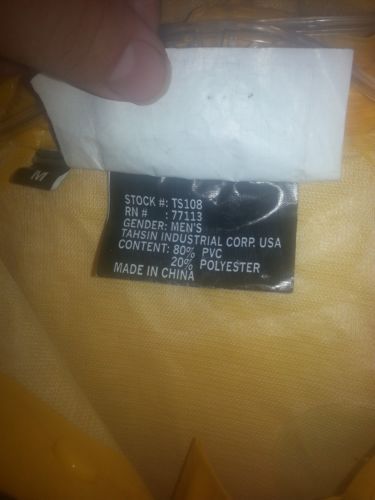 M
STOCK #: TS108
RN # : 77113
GENDER: MEN'S
TAHSIN INDUSTRIAL CORP. USA
CONTENT: 80% PVC
20% POLYESTER
MADE IN CHINA